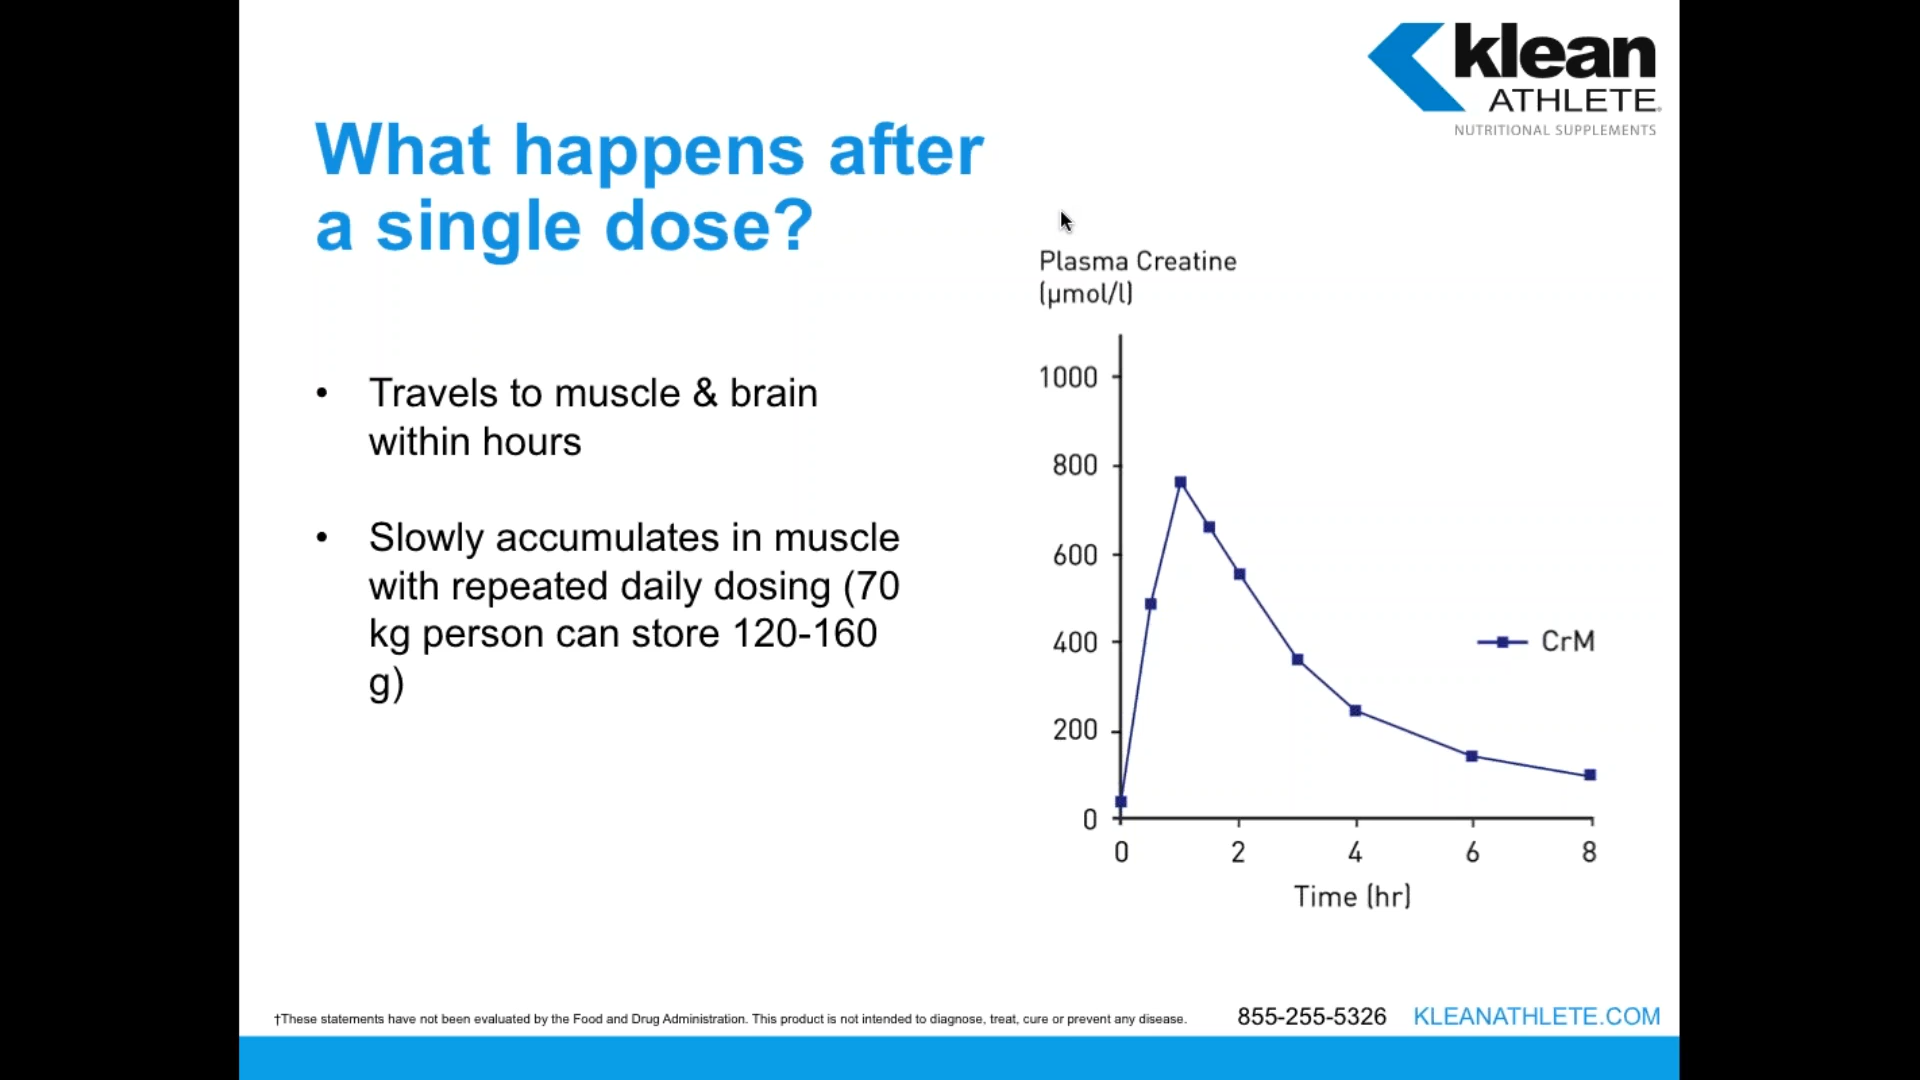 klean
ATHLETE®
NUTRITIONAL SUPPLEMENTS
What happens after
a single dose?
• Travels to muscle & brain
within hours
• Slowly accumulates in muscle
with repeated daily dosing (70
kg person can store 120-160
g)
Plasma Creatine
(µmol/l)
1000
800
600
400
200
0
0 2 4 6 8
Time (hr)
CrM
†These statements have not been evaluated by the Food and Drug Administration. This product is not intended to diagnose, treat, cure or prevent any disease.
855-255-5326 KLEANATHLETE.COM